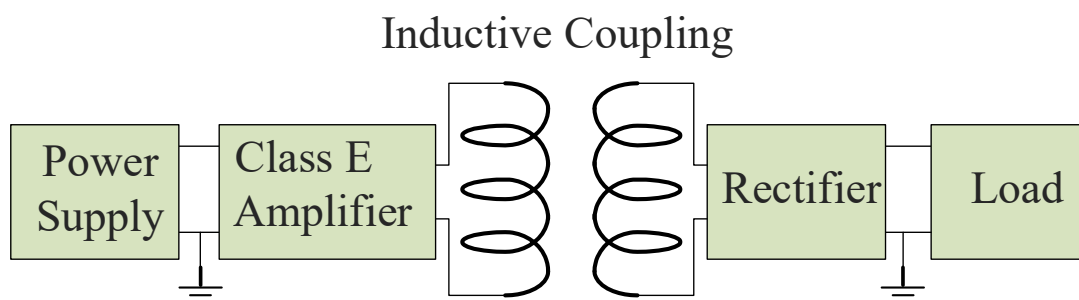 Inductive Coupling
Power
Supply
Class E
Amplifier
Rectifier
Load